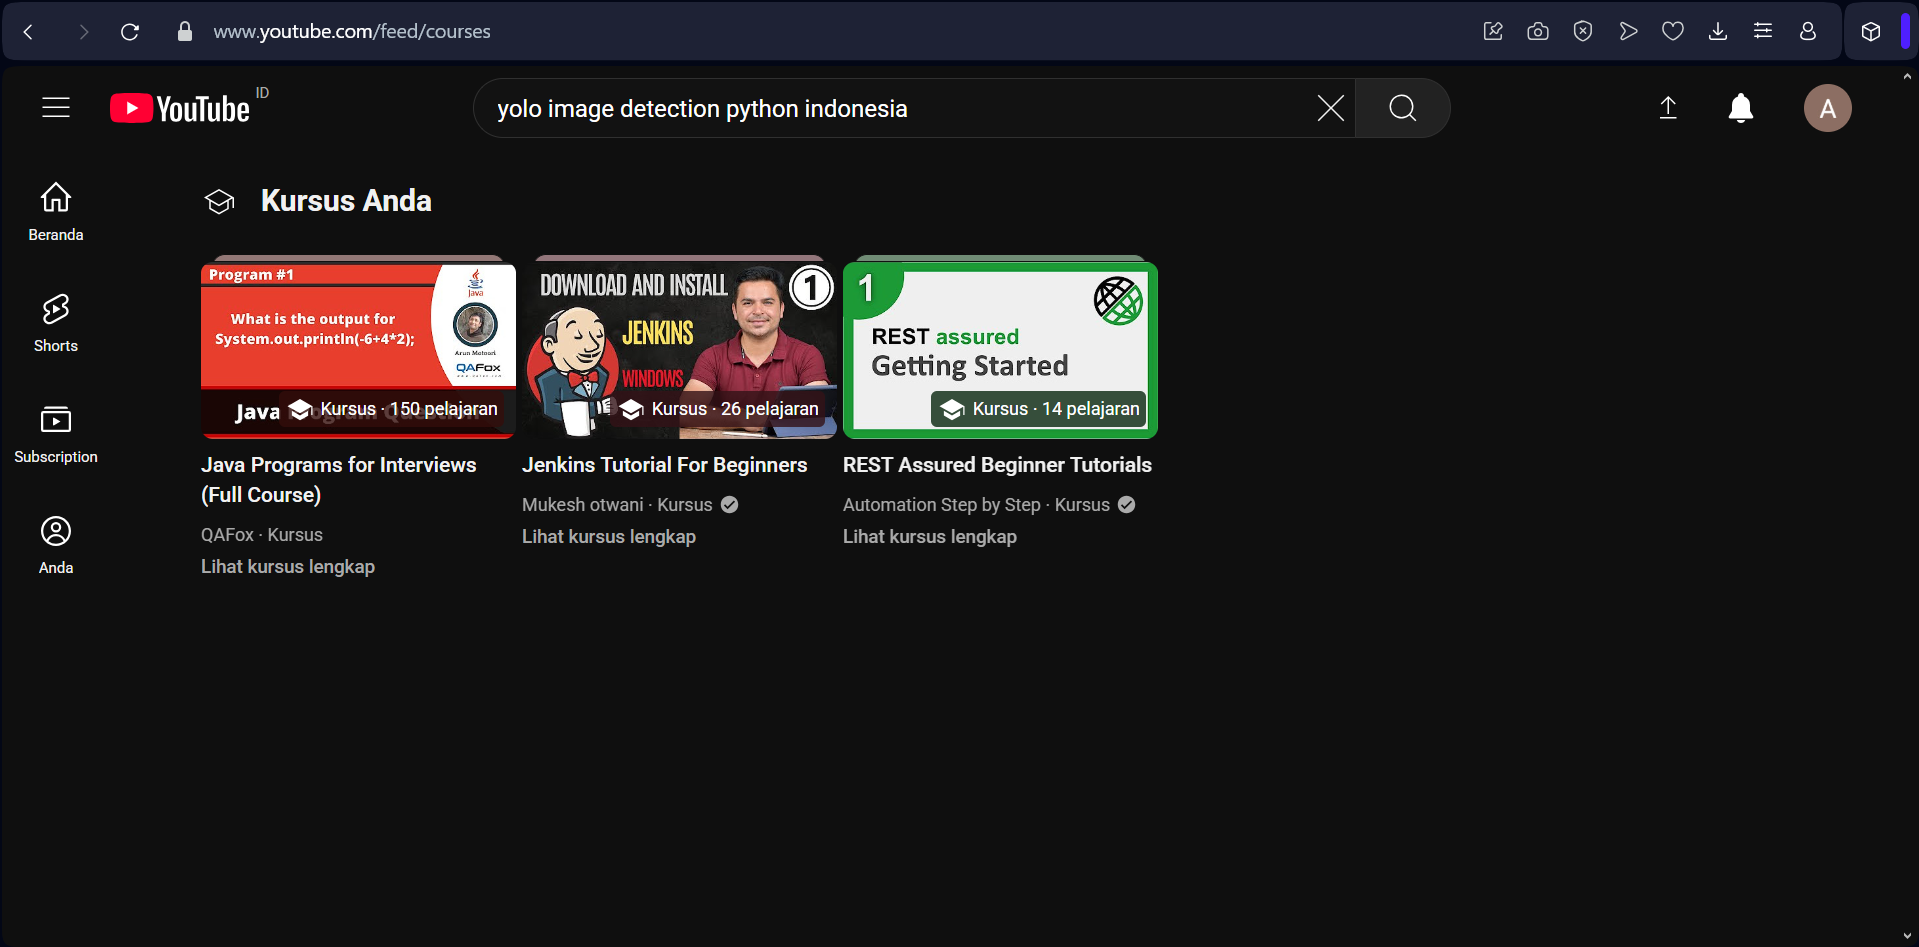 www.youtube.com/feed/courses
YouTube ID
yolo image detection python indonesia
A
Beranda
Shorts
Subscription
Anda
Kursus Anda
Program #1
Java
What is the output for
System.out.println(-6+4*2);
Arun Motoori
QAFox
Java
Kursus · 150 pelajaran
Java Programs for Interviews
(Full Course)
QAFox · Kursus
Lihat kursus lengkap
DOWNLOAD AND INSTALL
1
JENKINS
WINDOWS
Kursus · 26 pelajaran
Jenkins Tutorial For Beginners
Mukesh otwani · Kursus
Lihat kursus lengkap
1
REST assured
Getting Started
Kursus · 14 pelajaran
REST Assured Beginner Tutorials
Automation Step by Step · Kursus
Lihat kursus lengkap